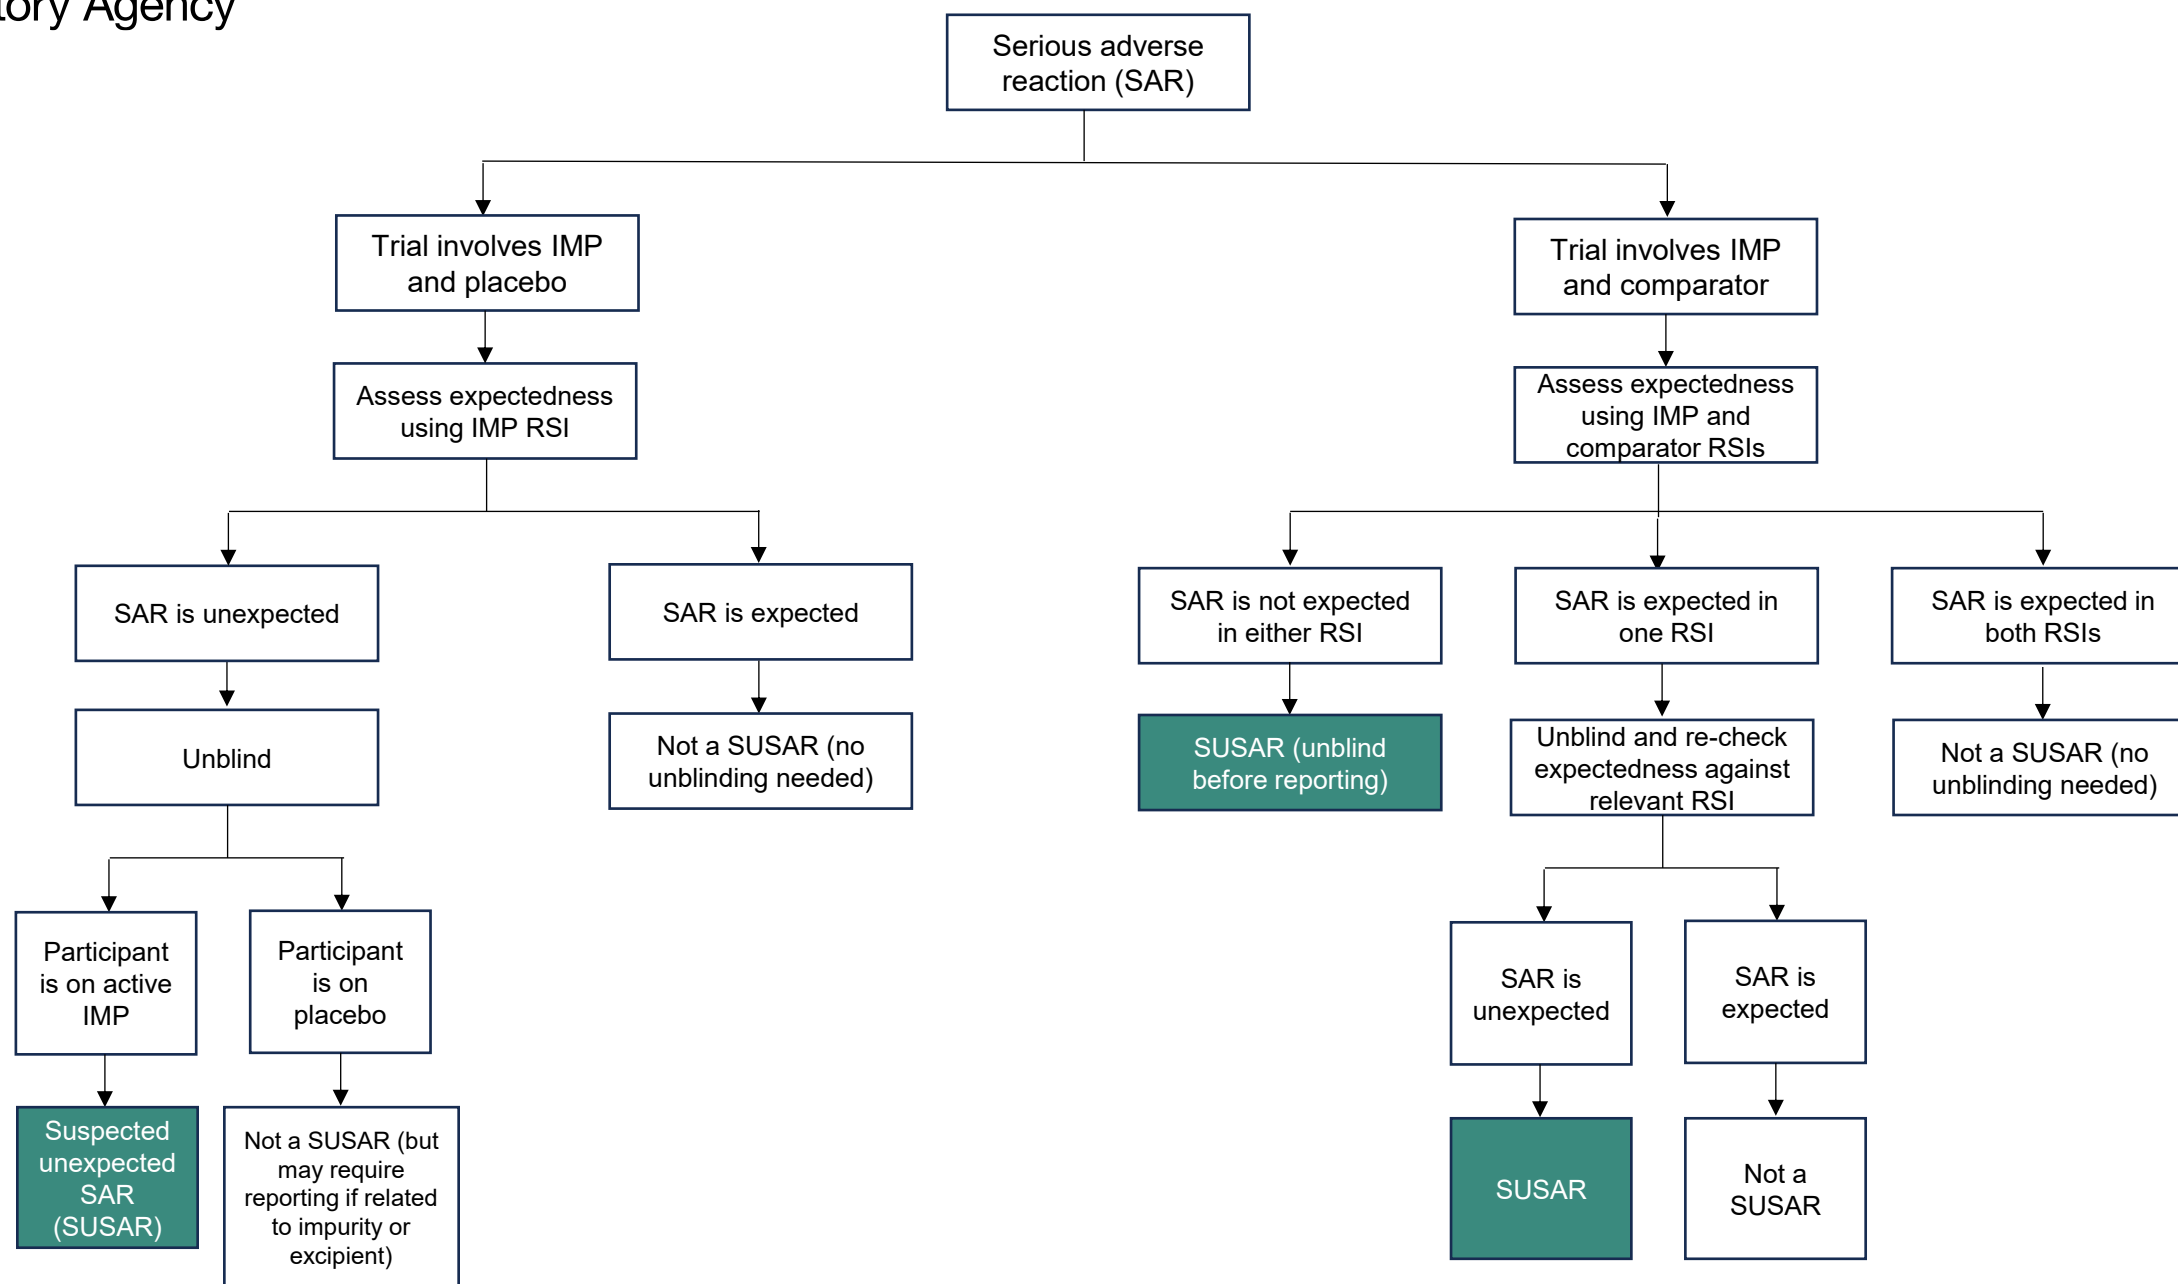 tory Agency
Serious adverse
reaction (SAR)
Trial involves IMP
and placebo
Trial involves IMP
and comparator
Assess expectedness
using IMP RSI
Assess expectedness
using IMP and
comparator RSIs
SAR is unexpected
SAR is expected
SAR is not expected
in either RSI
SAR is expected in
one RSI
SAR is expected in
both RSIs
Unblind
Not a SUSAR (no
unblinding needed)
SUSAR (unblind
before reporting)
Unblind and re-check
expectedness against
relevant RSI
Not a SUSAR (no
unblinding needed)
Participant
is on active
IMP
Participant
is on
placebo
SAR is
unexpected
SAR is
expected
Suspected
unexpected
SAR
(SUSAR)
Not a SUSAR (but
may require
reporting if related
to impurity or
excipient)
SUSAR
Not a
SUSAR